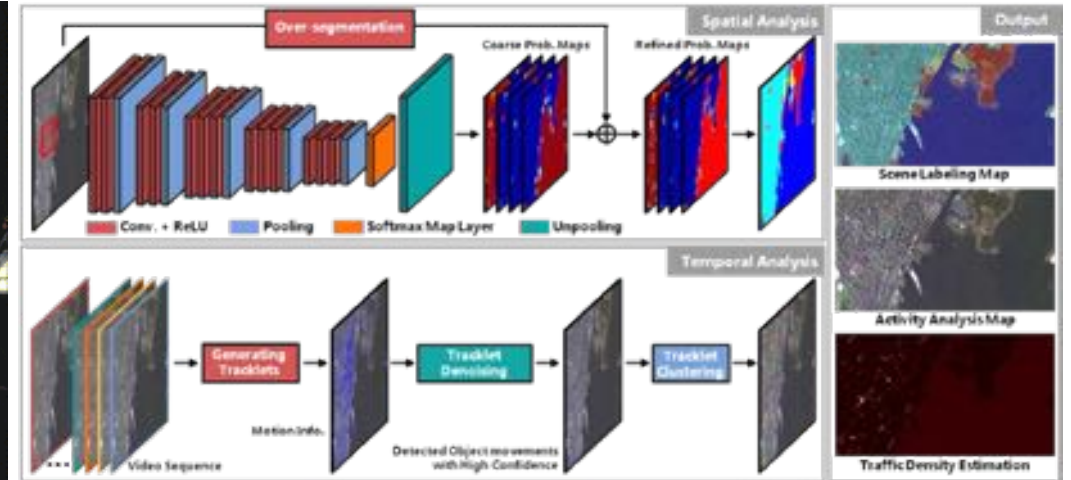 Spatial Analysis
Over-segmentation
Coarse Prob. Maps
Refined Prob. Maps
Conv. + ReLU
Pooling
Softmax Map Layer
Unpooling
Temporal Analysis
Generating
Tracklets
Tracklet
Denoising
Tracklet
Clustering
Motion Info.
Detected Object movements
with High-Confidence
...
Video Sequence
Output
Scene Labeling Map
Activity Analysis Map
Traffic Density Estimation